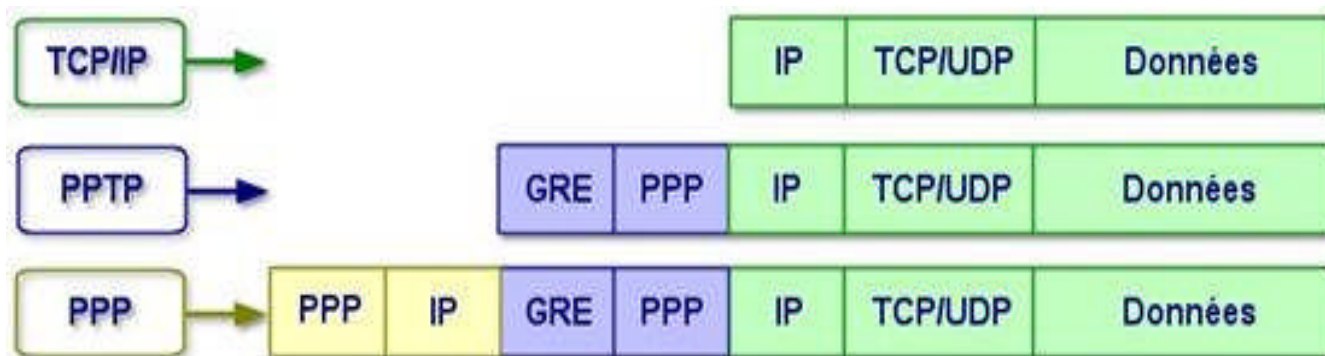 TCP/IP IP TCP/UDP Données
PPTP GRE PPP IP TCP/UDP Données
PPP PPP IP GRE PPP IP TCP/UDP Données